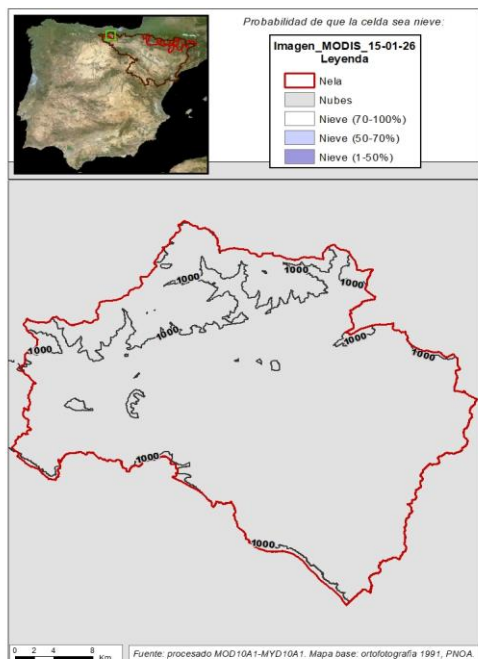 Probabilidad de que la celda sea nieve:
Imagen_MODIS_15-01-26
Leyenda
Nela
Nubes
Nieve (70-100%)
Nieve (50-70%)
Nieve (1-50%)
1000
1000
1000
1000
1000
1000
1000
1000
1000
0 2 4 8
Km
Fuente: procesado MOD10A1-MYD10A1. Mapa base: ortofotografía 1991, PNOA.